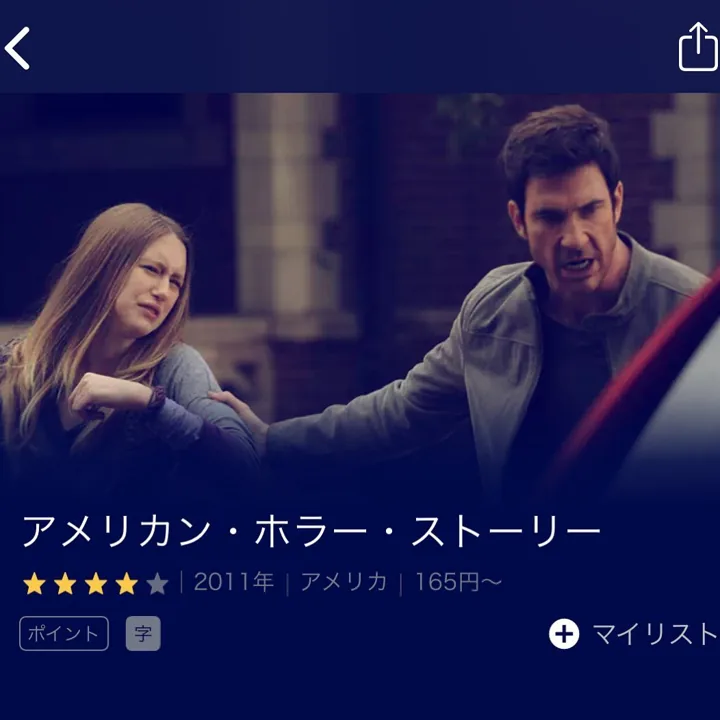 アメリカン・ホラー・ストーリー
2011年 | アメリカ | 165円～
ポイント 字
マイリスト